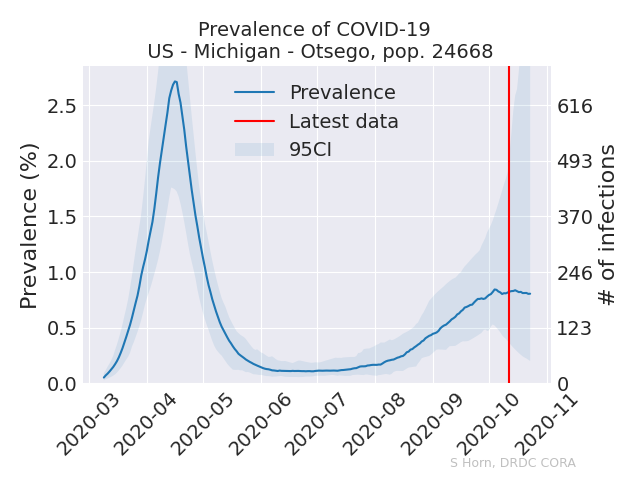 Prevalence of COVID-19
US - Michigan - Otsego, pop. 24668
Prevalence
Latest data
95CI
Prevalence (%)
2.5
2.0
1.5
1.0
0.5
0.0
616
493
370
246
123
0
# of infections
2020-03
2020-04
2020-05
2020-06
2020-07
2020-08
2020-09
2020-10
2020-11
S Horn, DRDC CORA